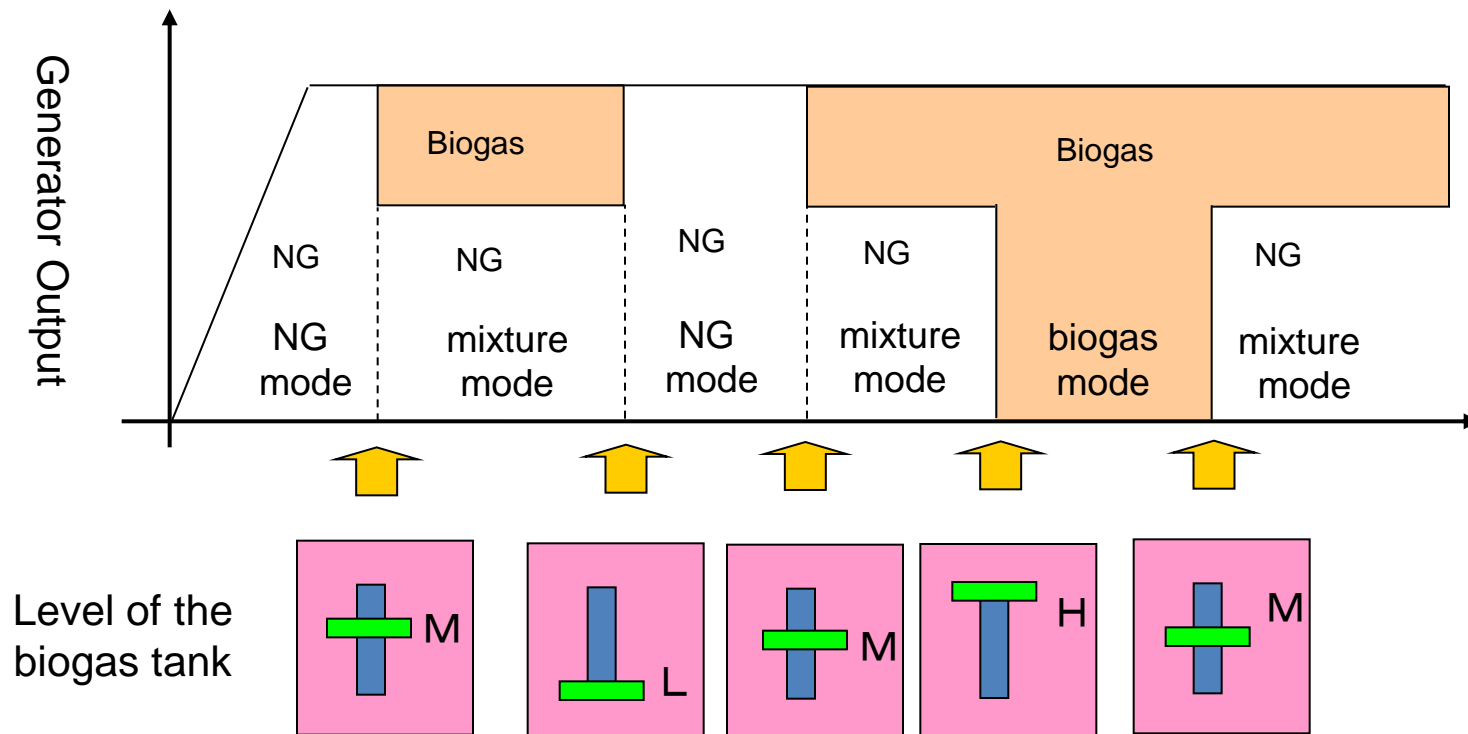 Generator Output
Biogas
Biogas
NG
NG
NG
NG
NG
NG
mode
mixture
mode
NG
mode
mixture
mode
biogas
mode
mixture
mode
Level of the
biogas tank
M
L
M
H
M